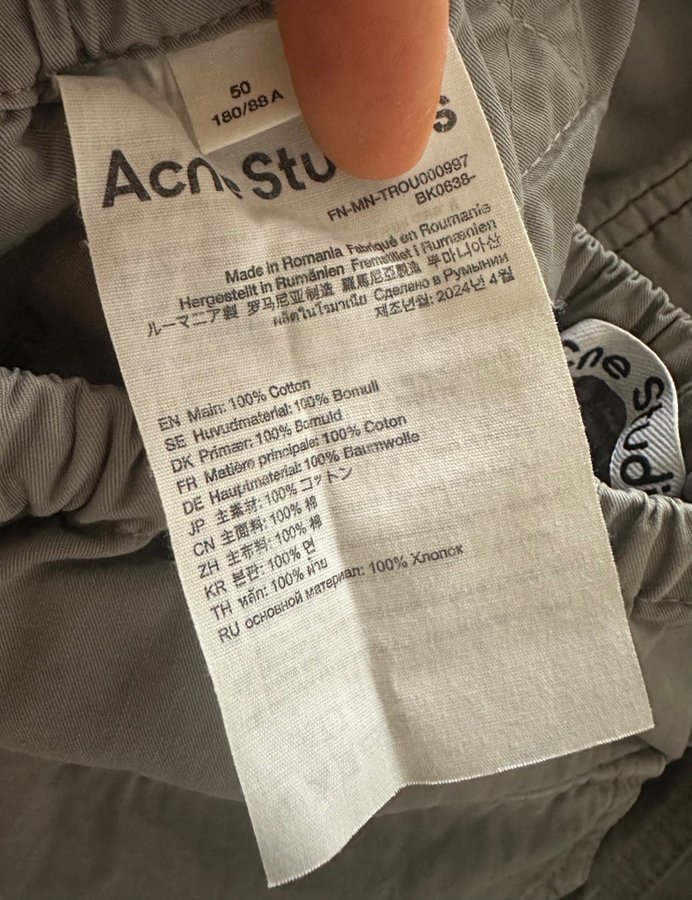 50
180/88 A
Acne Stu s
FN-MN-TROU000997
BK0638-
Made in Romania Fabriqué en Roumanie
Hergestellt in Rumänien Fremstillet i Rumænien
ルーマニア製 罗马尼亚制造 羅馬尼亞製造 루마니아산
ผลิตในโรมาเนีย Сделано в Румынии
제조년월: 2024년 4월
EN Main: 100% Cotton
SE Huvudmaterial: 100% Bomull
DK Primær: 100% Bomuld
FR Matière principale: 100% Coton
DE Hauptmaterial: 100% Baumwolle
JP 主素材: 100% コットン
CN 主面料: 100% 棉
ZH 主布料: 100% 棉
KR 본판: 100% 면
TH หลัก: 100% ฝ้าย
RU основной материал: 100% Хлопок
cne Studi